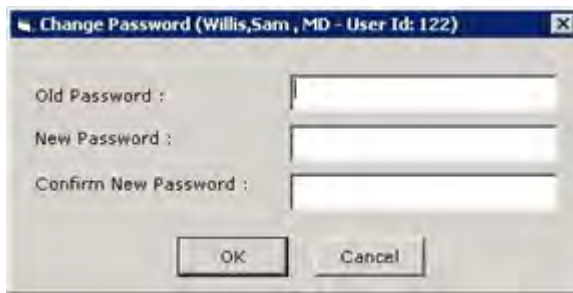 Change Password (Willis,Sam , MD - User Id: 122)
Old Password :
New Password :
Confirm New Password :
OK Cancel